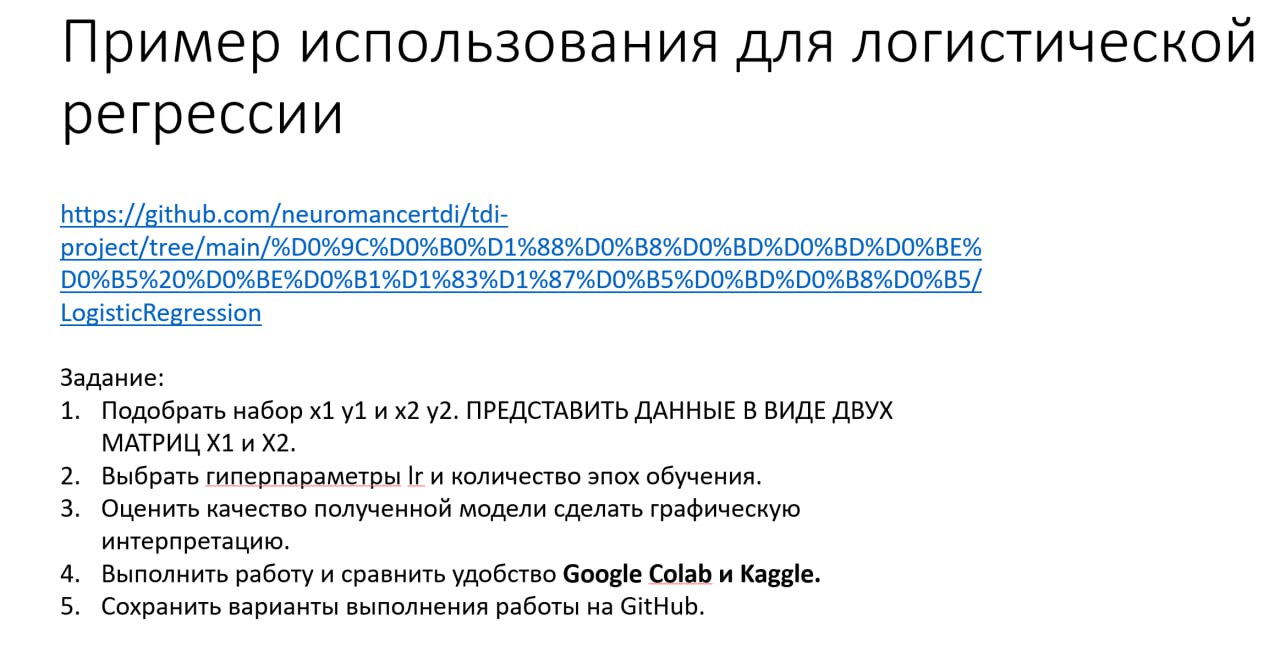 Пример использования для логистической
регрессии
https://github.com/neuromancertdi/tdi-
project/tree/main/%D0%9C%D0%B0%D1%88%D0%B8%D0%BD%D0%BD%D0%BE%
D0%B5%20%D0%BE%D0%B1%D1%83%D1%87%D0%B5%D0%BD%D0%B8%D0%B5/
LogisticRegression
Задание:
1. Подобрать набор x1 y1 и x2 y2. ПРЕДСТАВИТЬ ДАННЫЕ В ВИДЕ ДВУХ
МАТРИЦ X1 и X2.
2. Выбрать гиперпараметры lr и количество эпох обучения.
3. Оценить качество полученной модели сделать графическую
интерпретацию.
4. Выполнить работу и сравнить удобство Google Colab и Kaggle.
5. Сохранить варианты выполнения работы на GitHub.